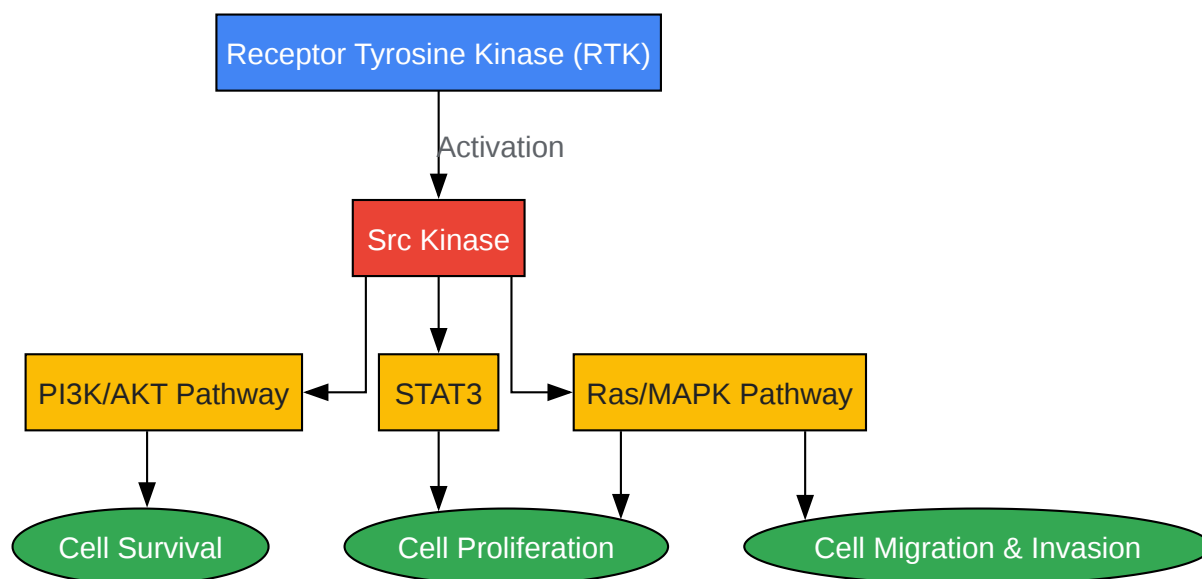 Receptor Tyrosine Kinase (RTK)
Activation
Src Kinase
PI3K/AKT Pathway
STAT3
Ras/MAPK Pathway
Cell Survival
Cell Proliferation
Cell Migration & Invasion